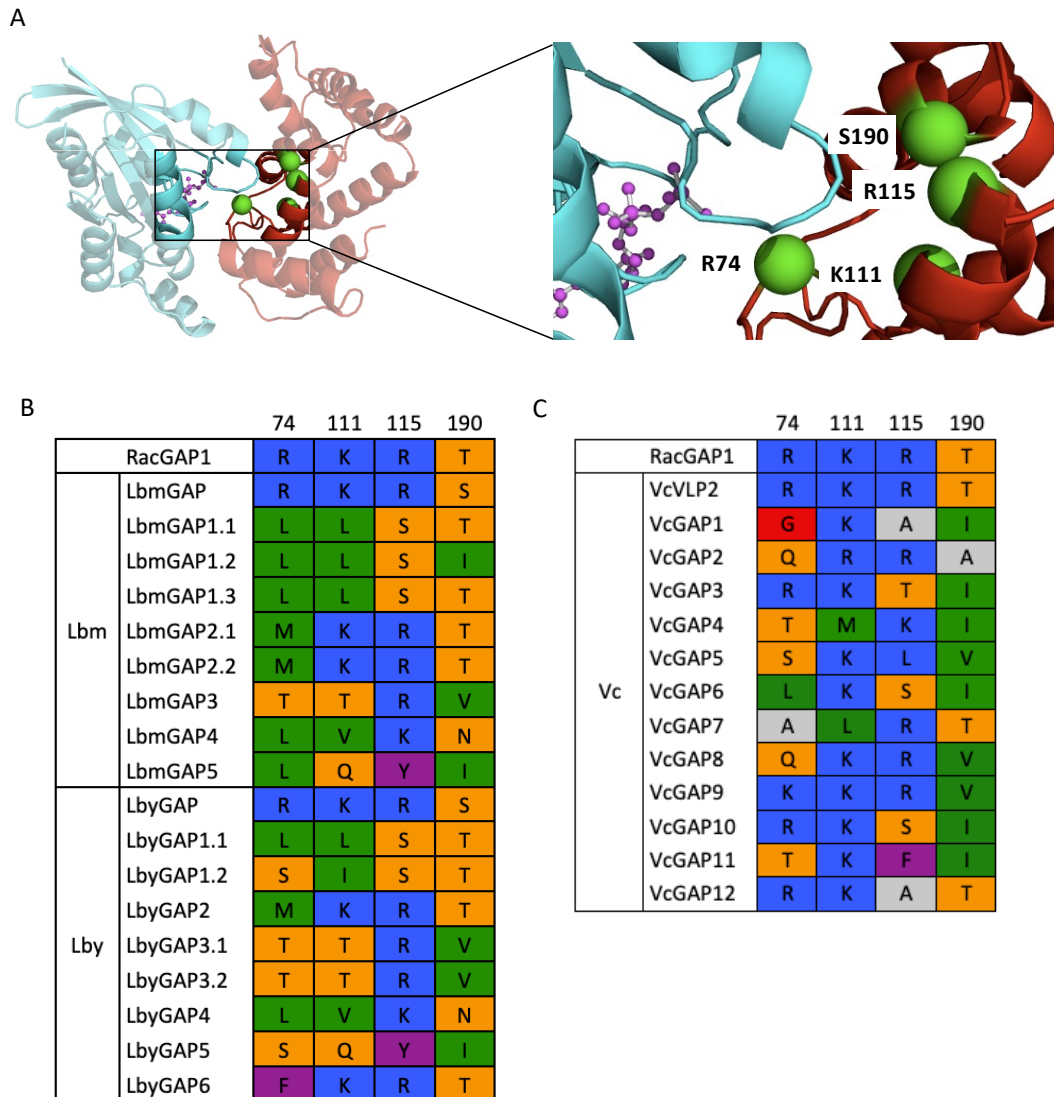 A
S190
R115
R74
K111
B
74 111 115 190
RacGAP1 R K R T
Lbm
LbmGAP R K R S
LbmGAP1.1 L L S T
LbmGAP1.2 L L S I
LbmGAP1.3 L L S T
LbmGAP2.1 M K R T
LbmGAP2.2 M K R T
LbmGAP3 T T R V
LbmGAP4 L V K N
LbmGAP5 L Q Y I
Lby
LbyGAP R K R S
LbyGAP1.1 L L S T
LbyGAP1.2 S I S T
LbyGAP2 M K R T
LbyGAP3.1 T T R V
LbyGAP3.2 T T R V
LbyGAP4 L V K N
LbyGAP5 S Q Y I
LbyGAP6 F K R T
C
74 111 115 190
RacGAP1 R K R T
Vc
VcVLP2 R K R T
VcGAP1 G K A I
VcGAP2 Q R R A
VcGAP3 R K T I
VcGAP4 T M K I
VcGAP5 S K L V
VcGAP6 L K S I
VcGAP7 A L R T
VcGAP8 Q K R V
VcGAP9 K K R V
VcGAP10 R K S I
VcGAP11 T K F I
VcGAP12 R K A T